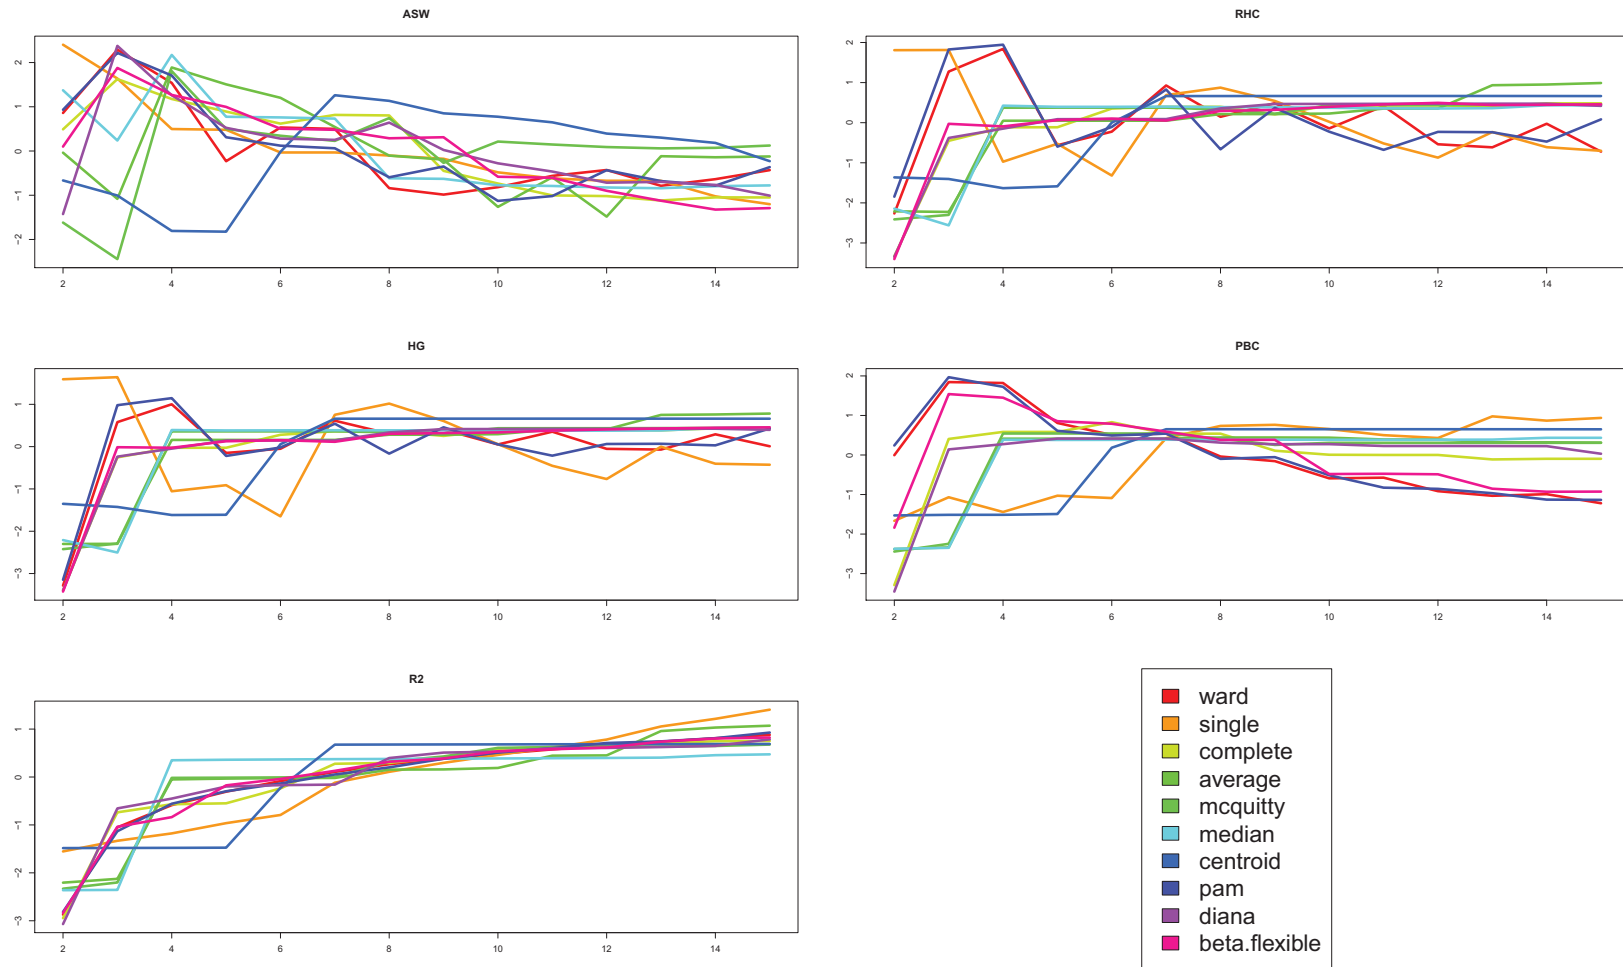 ASW
2
1
0
−1
−2
2 4 6 8 10 12 14
RHC
2
1
0
−1
−2
−3
2 4 6 8 10 12 14
HG
1
0
−1
−2
−3
2 4 6 8 10 12 14
PBC
2
1
0
−1
−2
−3
2 4 6 8 10 12 14
R2
1
0
−1
−2
−3
2 4 6 8 10 12 14
ward
single
complete
average
mcquitty
median
centroid
pam
diana
beta.flexible